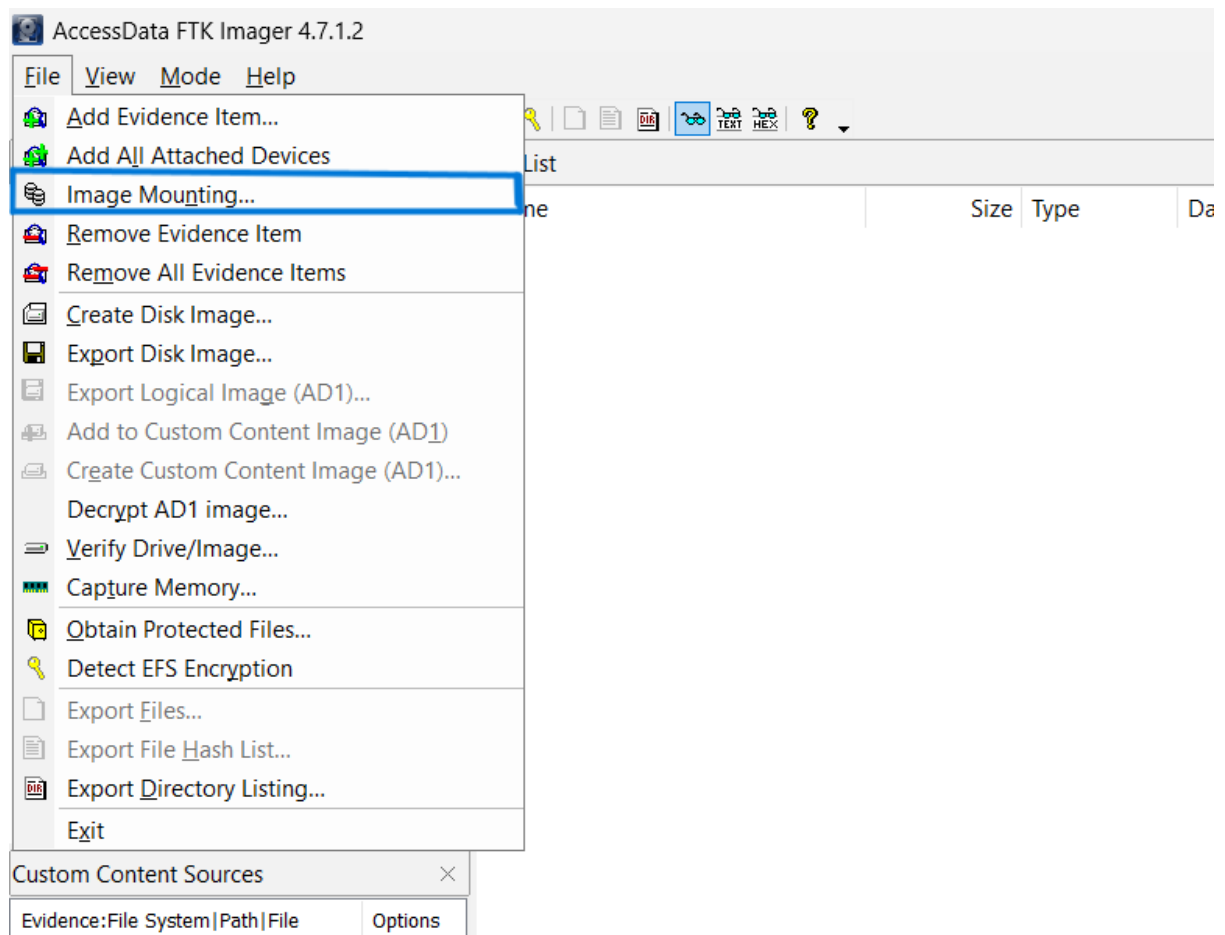 AccessData FTK Imager 4.7.1.2
File View Mode Help
Add Evidence Item...
TEXT HEX DIR
Add All Attached Devices
List
Image Mounting...
Size Type
Remove Evidence Item
Remove All Evidence Items
Create Disk Image...
Export Disk Image...
Export Logical Image (AD1)...
Add to Custom Content Image (AD1)
Create Custom Content Image (AD1)...
Decrypt AD1 image...
Verify Drive/Image...
Capture Memory...
Obtain Protected Files...
Detect EFS Encryption
Export Files...
Export File Hash List...
DIR Export Directory Listing...
Exit
Custom Content Sources
Evidence:File System|Path|File Options